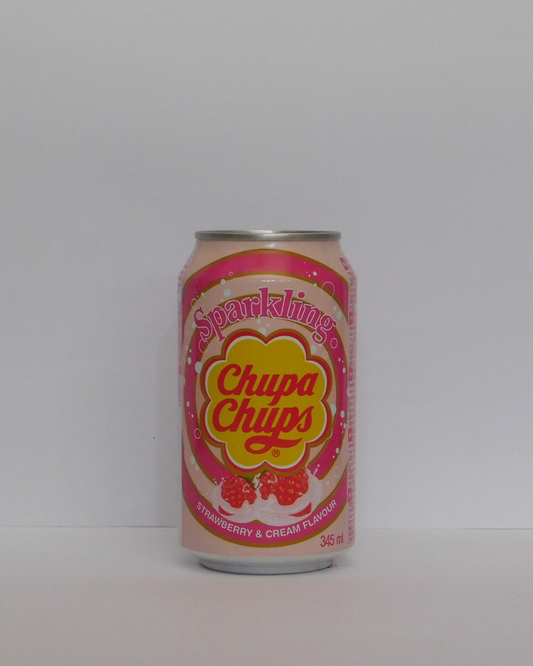 Sparkling
Chupa
Chups
®
STRAWBERRY & CREAM FLAVOUR
345 ml